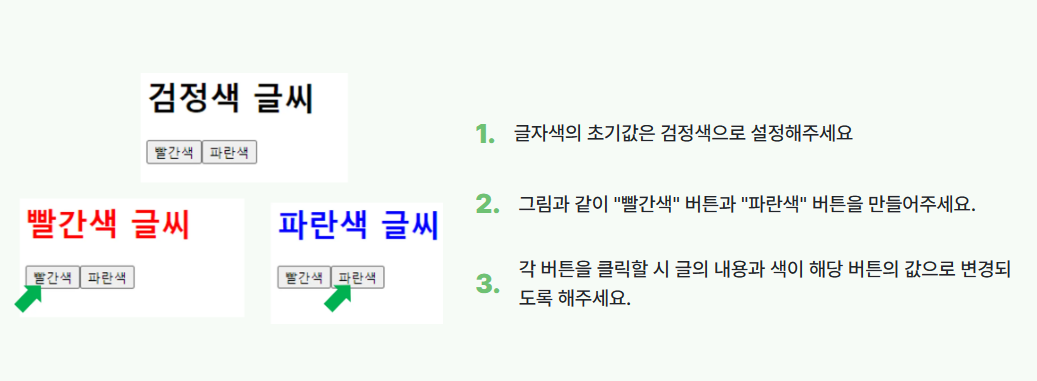 검정색 글씨
빨간색 파란색
빨간색 글씨
빨간색 파란색
파란색 글씨
빨간색 파란색
1. 글자색의 초기값은 검정색으로 설정해주세요
2. 그림과 같이 "빨간색" 버튼과 "파란색" 버튼을 만들어주세요.
3. 각 버튼을 클릭할 시 글의 내용과 색이 해당 버튼의 값으로 변경되
도록 해주세요.